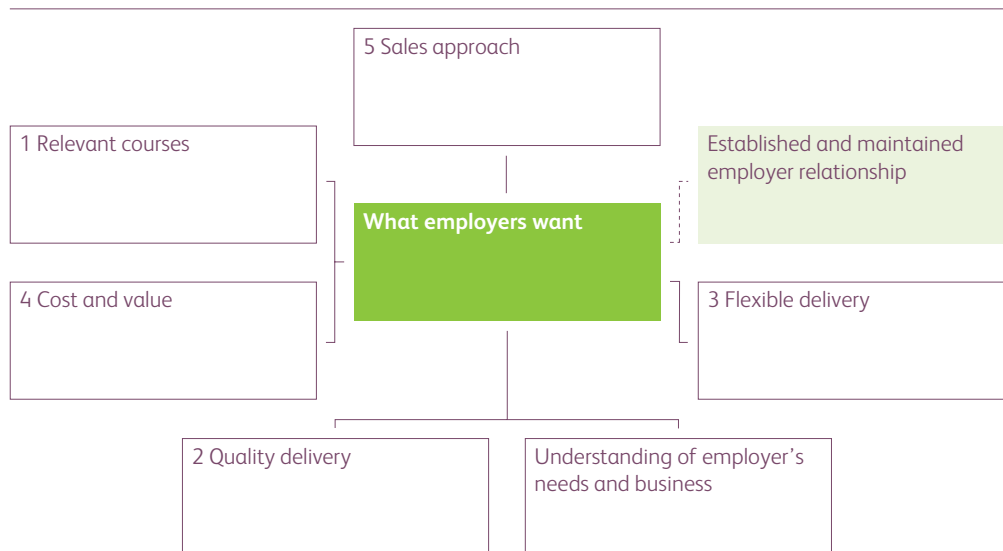 5 Sales approach
1 Relevant courses
Established and maintained
employer relationship
What employers want
4 Cost and value
3 Flexible delivery
2 Quality delivery
Understanding of employer’s
needs and business